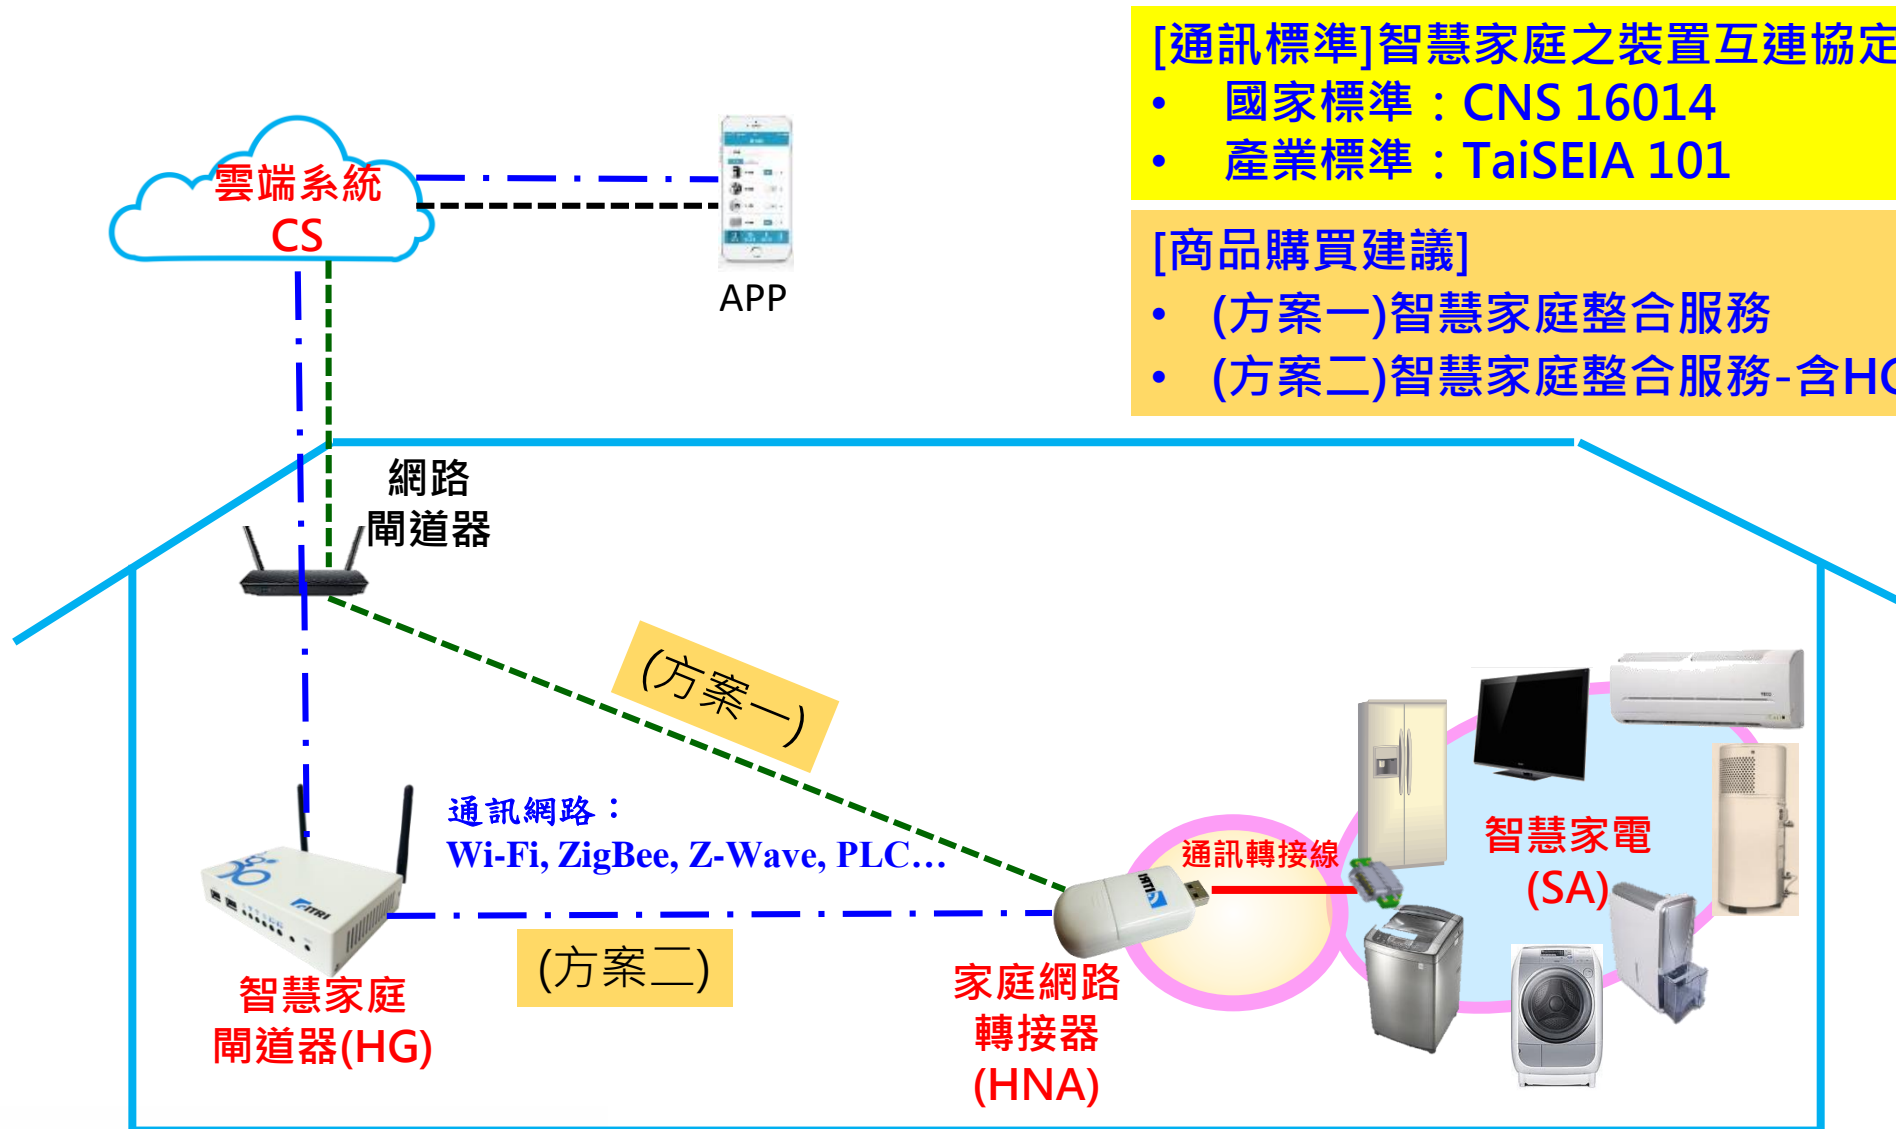 [通訊標準]智慧家庭之裝置互連協定
• 國家標準：CNS 16014
• 產業標準：TaiSEIA 101
[商品購買建議]
• (方案一)智慧家庭整合服務
• (方案二)智慧家庭整合服務-含HG
雲端系統
CS
APP
網路
閘道器
(方案一)
通訊網路：
Wi-Fi, ZigBee, Z-Wave, PLC…
(方案二)
ITRI
智慧家庭
閘道器(HG)
ITRI
家庭網路
轉接器
(HNA)
通訊轉接線
智慧家電
(SA)